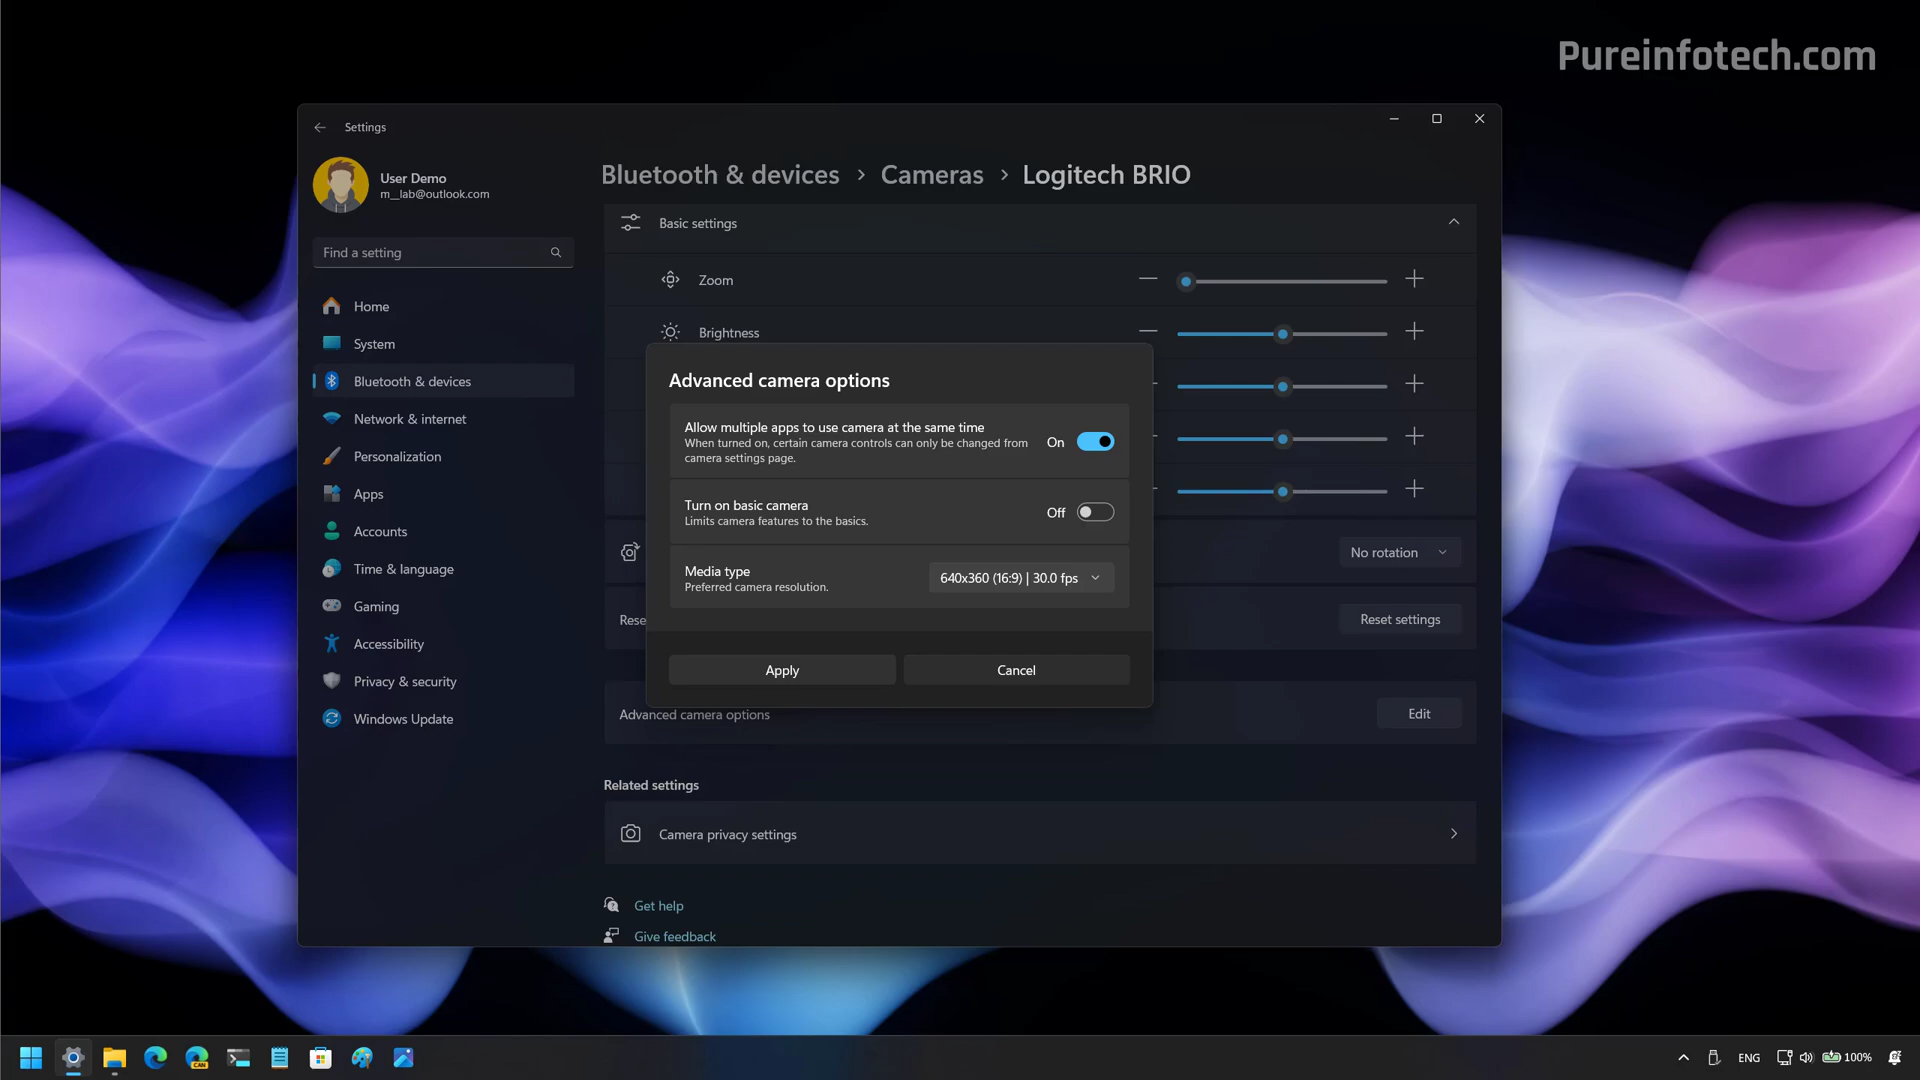 Pureinfotech.com
Settings
User Demo
m_lab@outlook.com
Find a setting
Home
System
Bluetooth & devices
Network & internet
Personalization
Apps
Accounts
Time & language
Gaming
Accessibility
Privacy & security
Windows Update
Bluetooth & devices > Cameras > Logitech BRIO
Basic settings
Zoom
Brightness
Advanced camera options
Allow multiple apps to use camera at the same time
When turned on, certain camera controls can only be changed from
camera settings page.
On
Turn on basic camera
Limits camera features to the basics.
Off
Media type
Preferred camera resolution.
640x360 (16:9) | 30.0 fps
Apply
Cancel
No rotation
Rese
Reset settings
Advanced camera options
Edit
Related settings
Camera privacy settings
Get help
Give feedback
CAN
ENG
100%